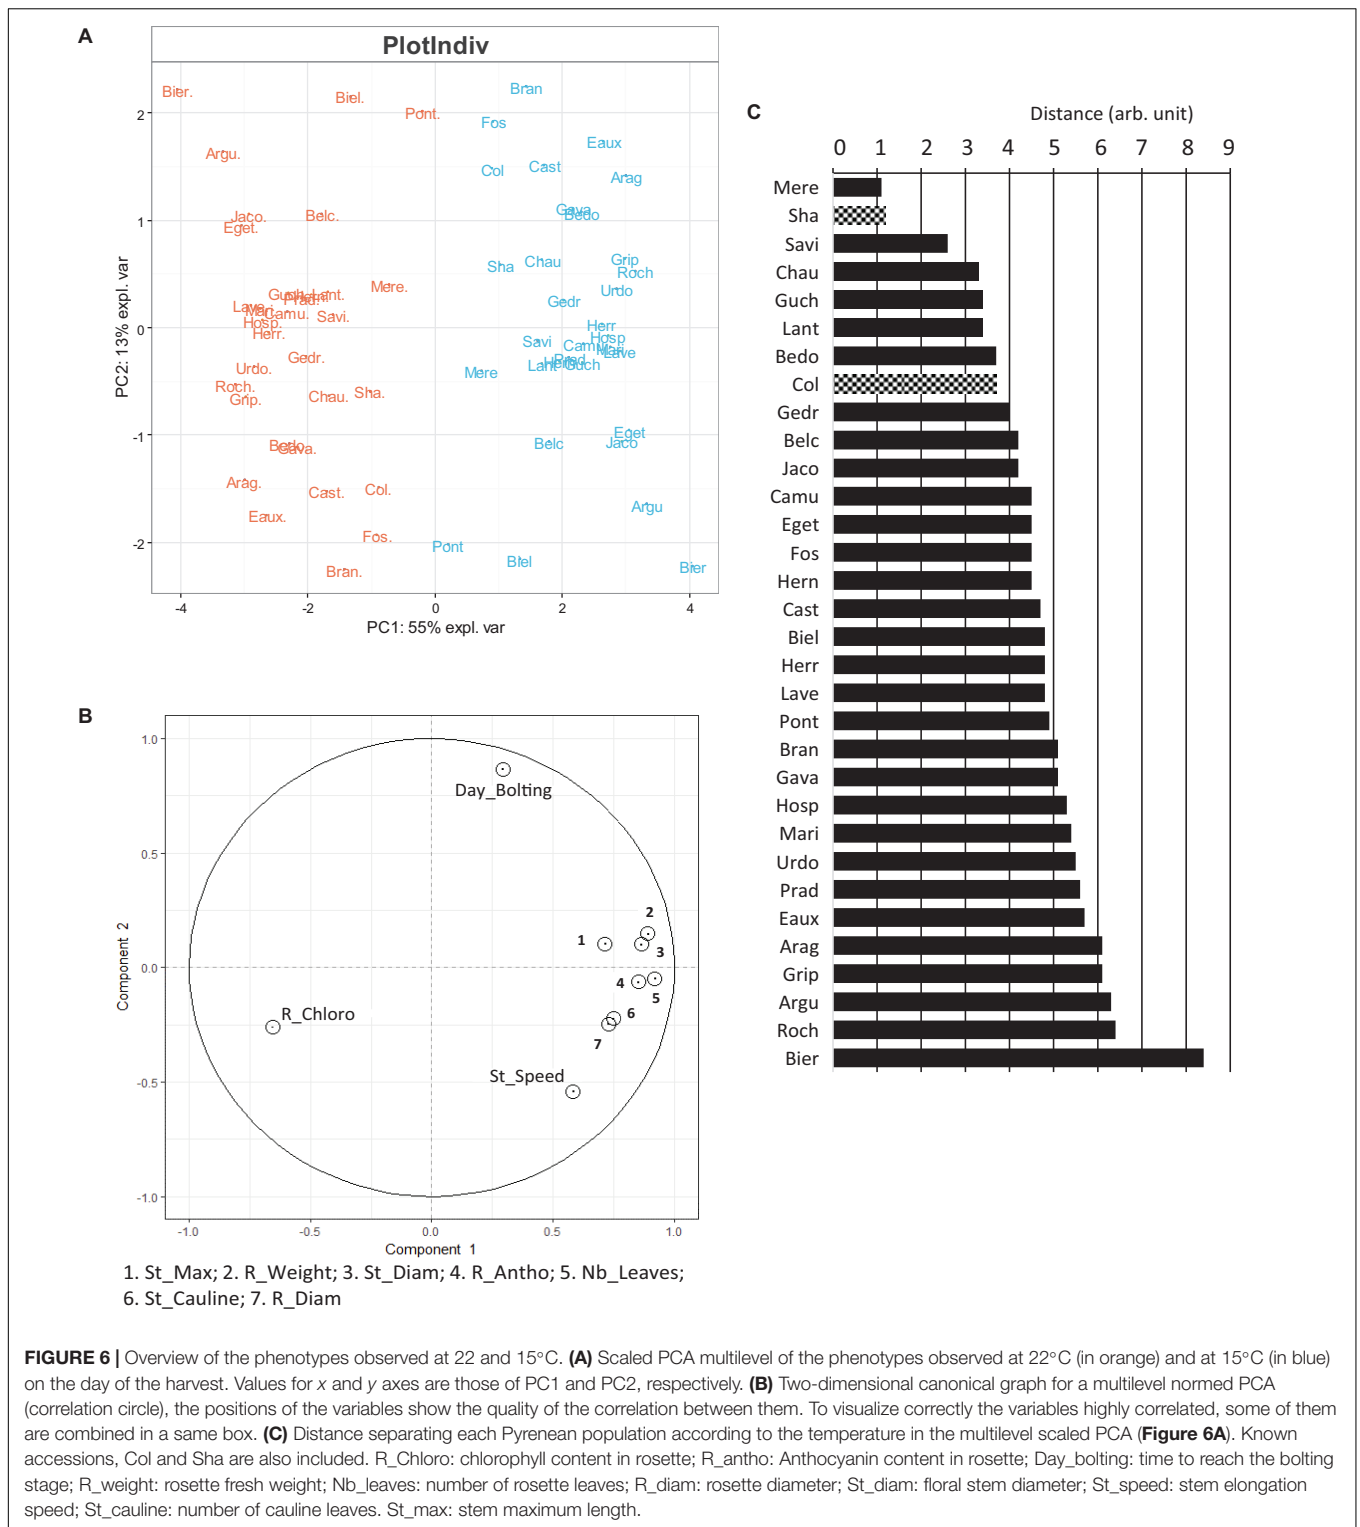 A
PlotIndiv
Bier.
Biel.
Pont.
Bran
Fos
Argu.
Eaux
Col
Cast
Arag
Jaco.
Belc.
Eget.
Gava
Bedo
Sha
Chau
Grip
Roch
Mere.
Guch.
Hern.
Lant.
Prad.
Urdo
Gedr
Lave.
Mari.
Camu.
Savi.
Hosp.
Herr.
Herr
Hosp
Savi
Camu
Mari
Lave
Gedr.
Prad
Hern
Lant
Guch
Urdo.
Mere
Roch.
Grip.
Chau.
Sha.
Eget
Jaco
Belc
Bedo.
Gava.
Arag.
Cast.
Col.
Argu
Eaux.
Fos.
Pont
Biel
Bran.
Bier
2
1
0
-1
-2
PC2: 13% expl. var
-4 -2 0 2 4
PC1: 55% expl. var
B
1.0
0.5
0.0
-0.5
-1.0
Component 2
Day_Bolting
1
2
3
4
5
6
7
R_Chloro
St_Speed
-1.0 -0.5 0.0 0.5 1.0
Component 1
1. St_Max; 2. R_Weight; 3. St_Diam; 4. R_Antho; 5. Nb_Leaves;
6. St_Cauline; 7. R_Diam
C
Distance (arb. unit)
0 1 2 3 4 5 6 7 8 9
Mere
Sha
Savi
Chau
Guch
Lant
Bedo
Col
Gedr
Belc
Jaco
Camu
Eget
Fos
Hern
Cast
Biel
Herr
Lave
Pont
Bran
Gava
Hosp
Mari
Urdo
Prad
Eaux
Arag
Grip
Argu
Roch
Bier
FIGURE 6 | Overview of the phenotypes observed at 22 and 15°C. (A) Scaled PCA multilevel of the phenotypes observed at 22°C (in orange) and at 15°C (in blue)
on the day of the harvest. Values for x and y axes are those of PC1 and PC2, respectively. (B) Two-dimensional canonical graph for a multilevel normed PCA
(correlation circle), the positions of the variables show the quality of the correlation between them. To visualize correctly the variables highly correlated, some of them
are combined in a same box. (C) Distance separating each Pyrenean population according to the temperature in the multilevel scaled PCA (Figure 6A). Known
accessions, Col and Sha are also included. R_Chloro: chlorophyll content in rosette; R_antho: Anthocyanin content in rosette; Day_bolting: time to reach the bolting
stage; R_weight: rosette fresh weight; Nb_leaves: number of rosette leaves; R_diam: rosette diameter; St_diam: floral stem diameter; St_speed: stem elongation
speed; St_cauline: number of cauline leaves. St_max: stem maximum length.